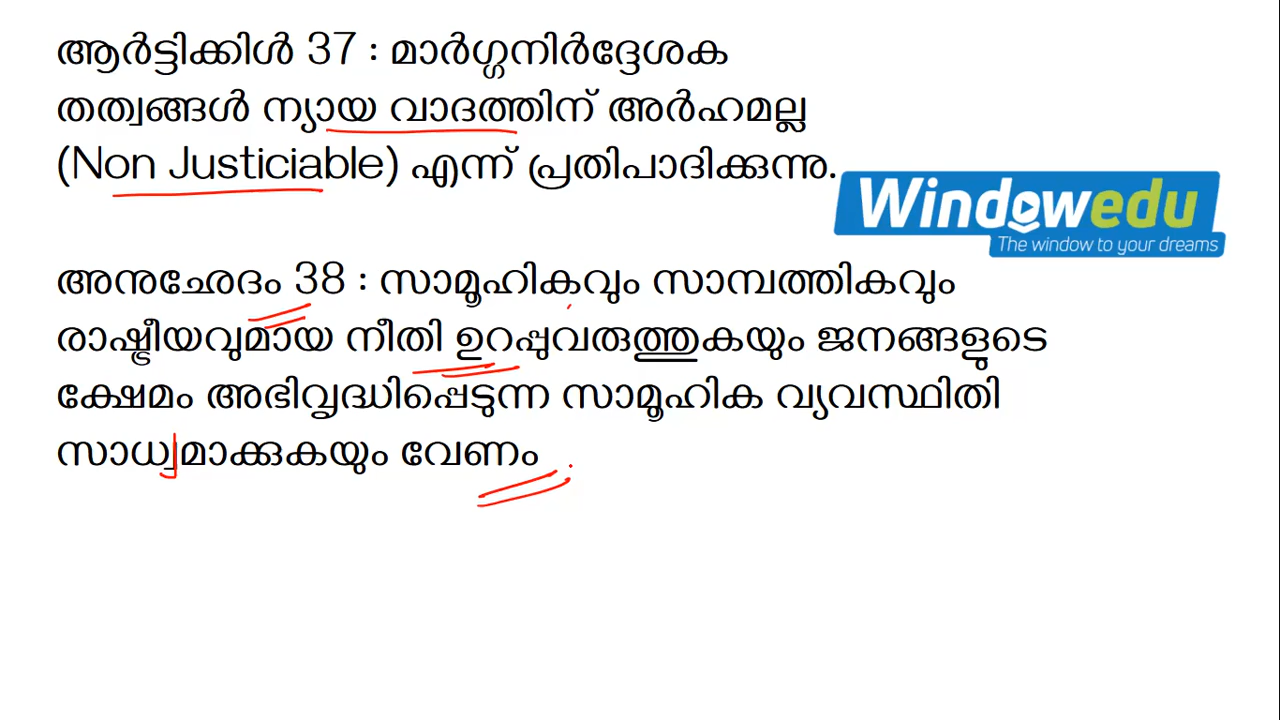 ആർട്ടിക്കിൾ 37 : മാർഗ്ഗനിർദ്ദേശക
തത്വങ്ങൾ ന്യായ വാദത്തിന് അർഹമല്ല
(Non Justiciable) എന്ന് പ്രതിപാദിക്കുന്നു.
Windowedu
The window to your dreams
അനുഛേദം 38 : സാമൂഹികവും സാമ്പത്തികവും
രാഷ്ട്രീയവുമായ നീതി ഉറപ്പുവരുത്തുകയും ജനങ്ങളുടെ
ക്ഷേമം അഭിവൃദ്ധിപ്പെടുന്ന സാമൂഹിക വ്യവസ്ഥിതി
സാധ്വമാക്കുകയും വേണം